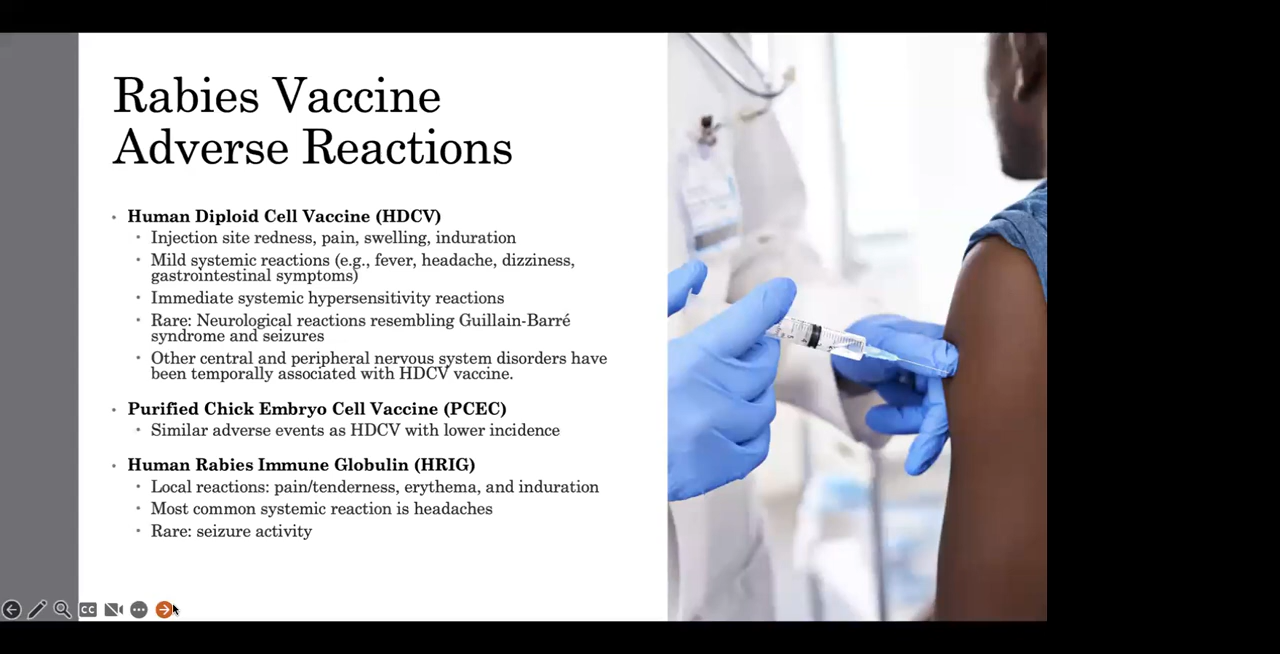 Rabies Vaccine
Adverse Reactions
• Human Diploid Cell Vaccine (HDCV)
• Injection site redness, pain, swelling, induration
• Mild systemic reactions (e.g., fever, headache, dizziness,
gastrointestinal symptoms)
• Immediate systemic hypersensitivity reactions
• Rare: Neurological reactions resembling Guillain-Barré
syndrome and seizures
• Other central and peripheral nervous system disorders have
been temporally associated with HDCV vaccine.
• Purified Chick Embryo Cell Vaccine (PCEC)
• Similar adverse events as HDCV with lower incidence
• Human Rabies Immune Globulin (HRIG)
• Local reactions: pain/tenderness, erythema, and induration
• Most common systemic reaction is headaches
• Rare: seizure activity
CC